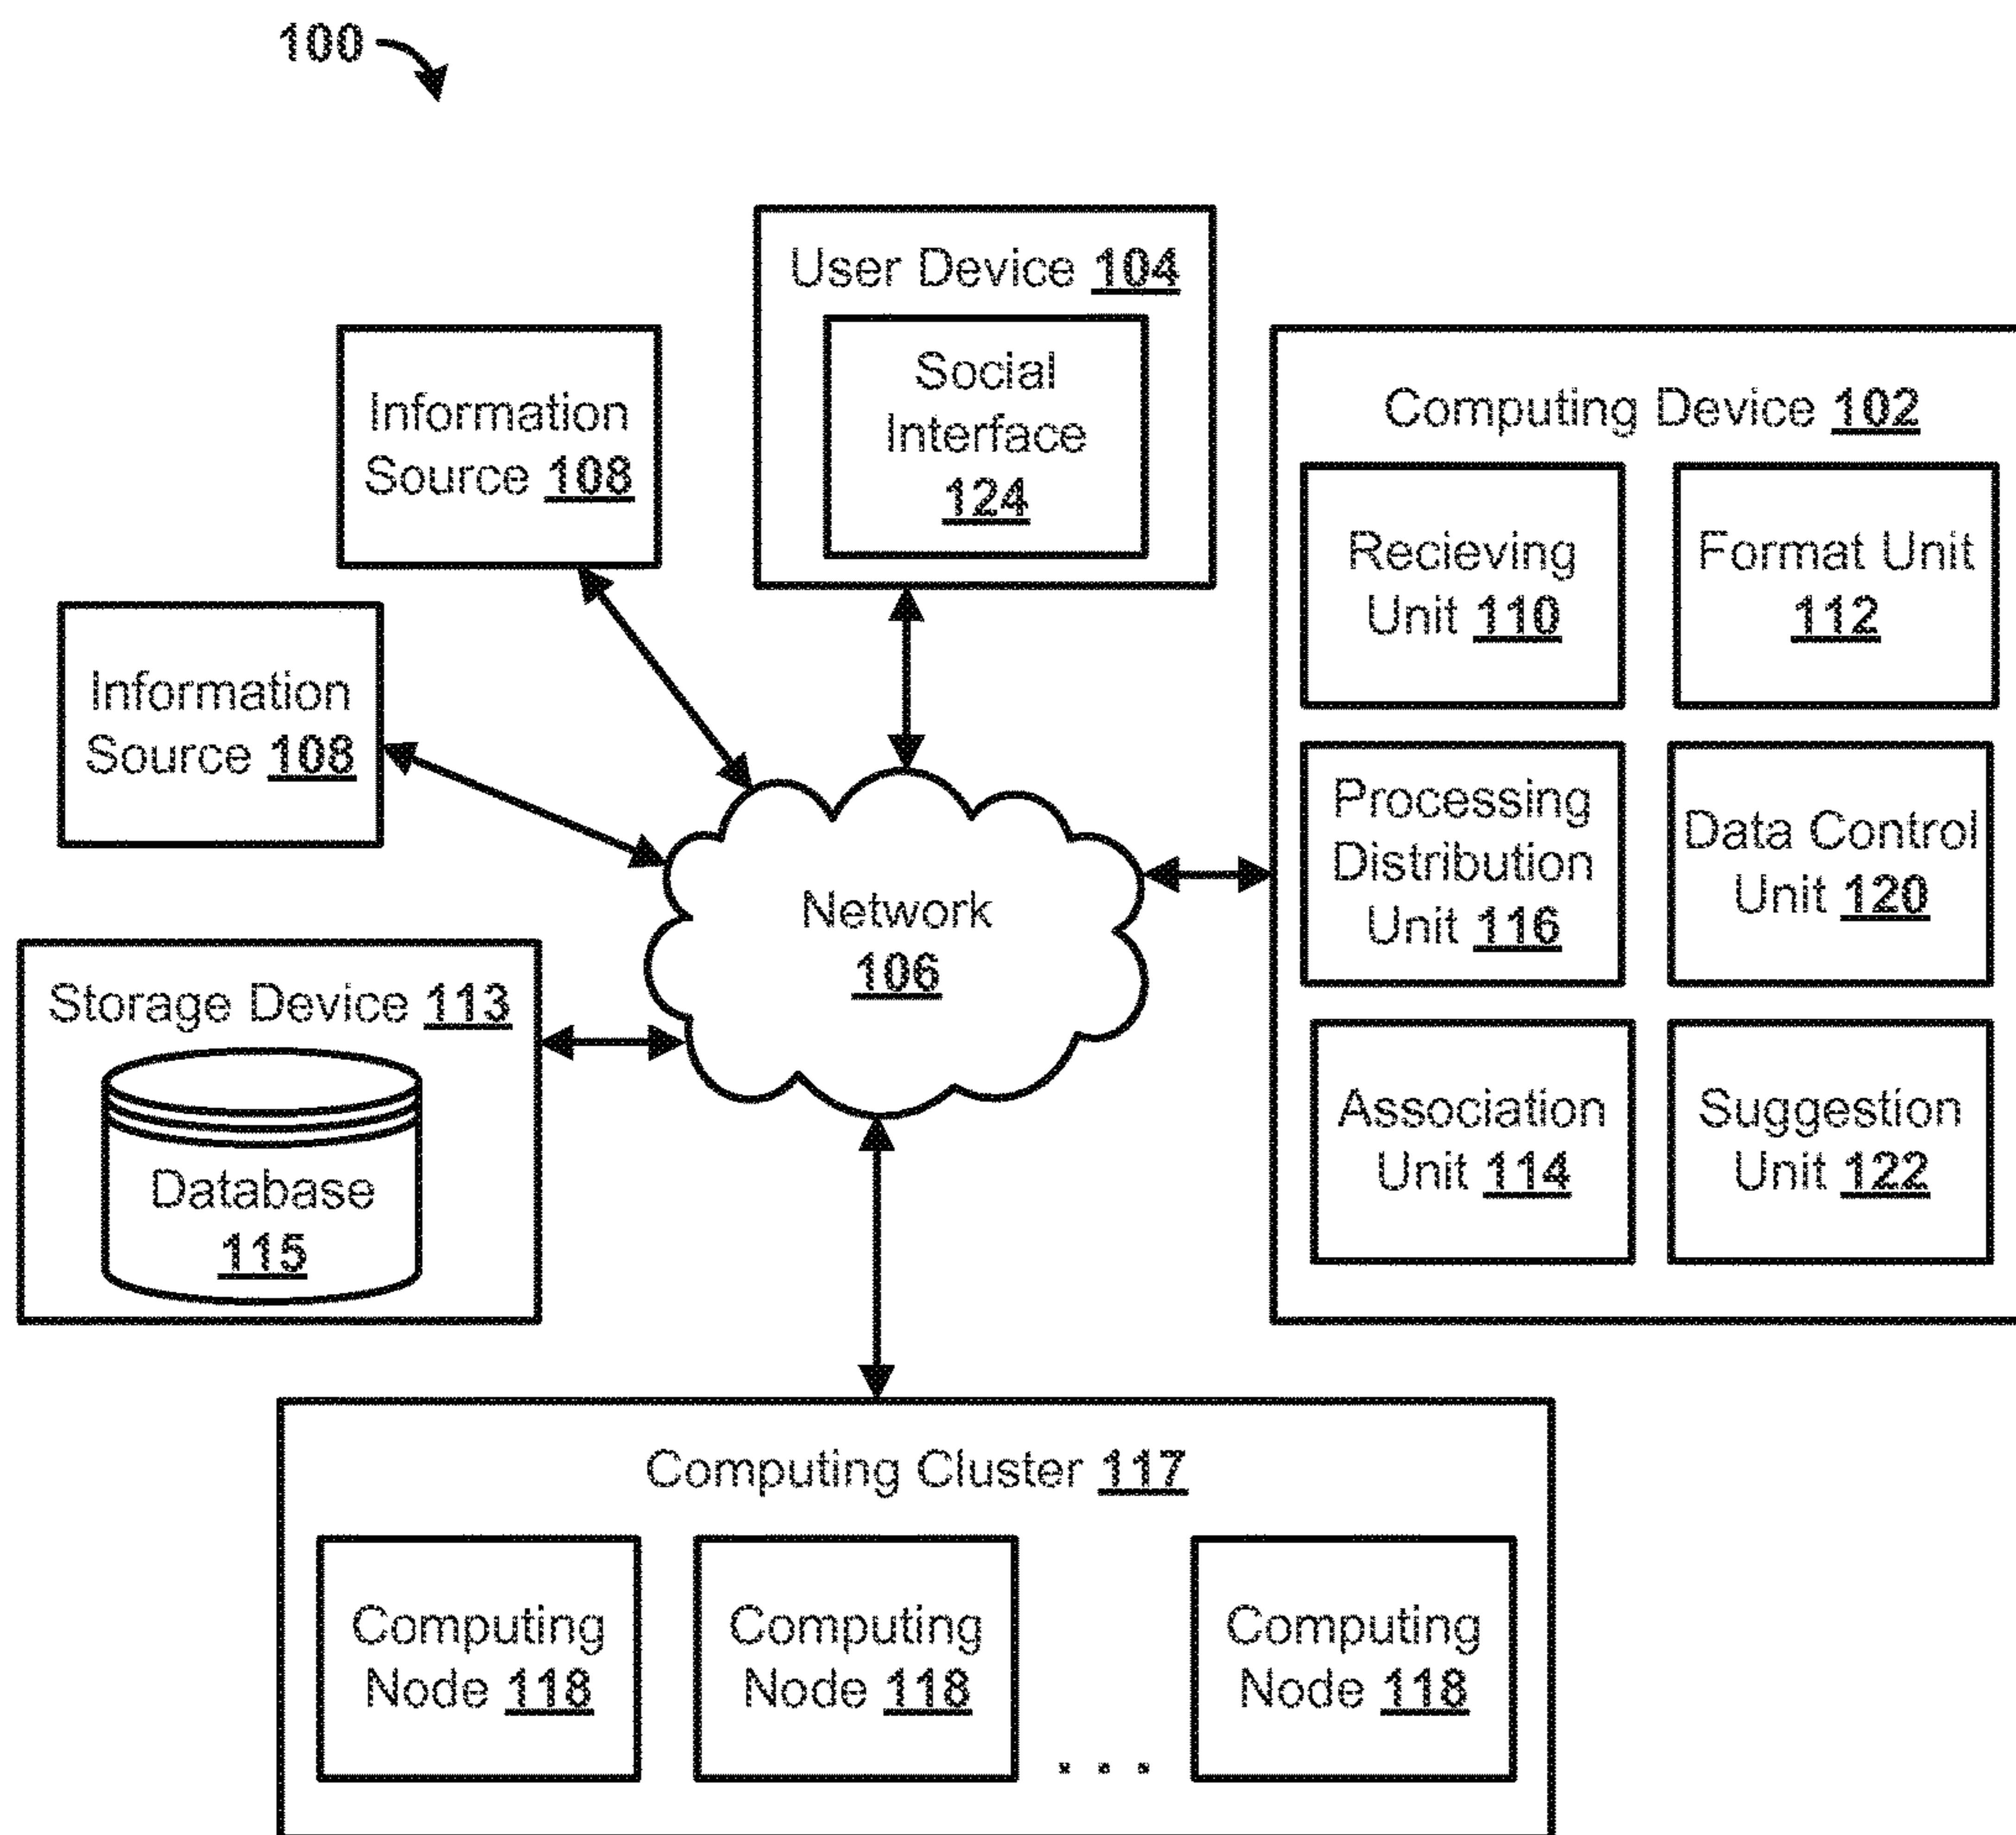 100
User Device 104
Social
Interface
124
Information
Source 108
Information
Source 108
Computing Device 102
Recieving
Unit 110
Format Unit
112
Processing
Distribution
Unit 116
Data Control
Unit 120
Association
Unit 114
Suggestion
Unit 122
Network
106
Storage Device 113
Database
115
Computing Cluster 117
Computing
Node 118
Computing
Node 118
. . .
Computing
Node 118